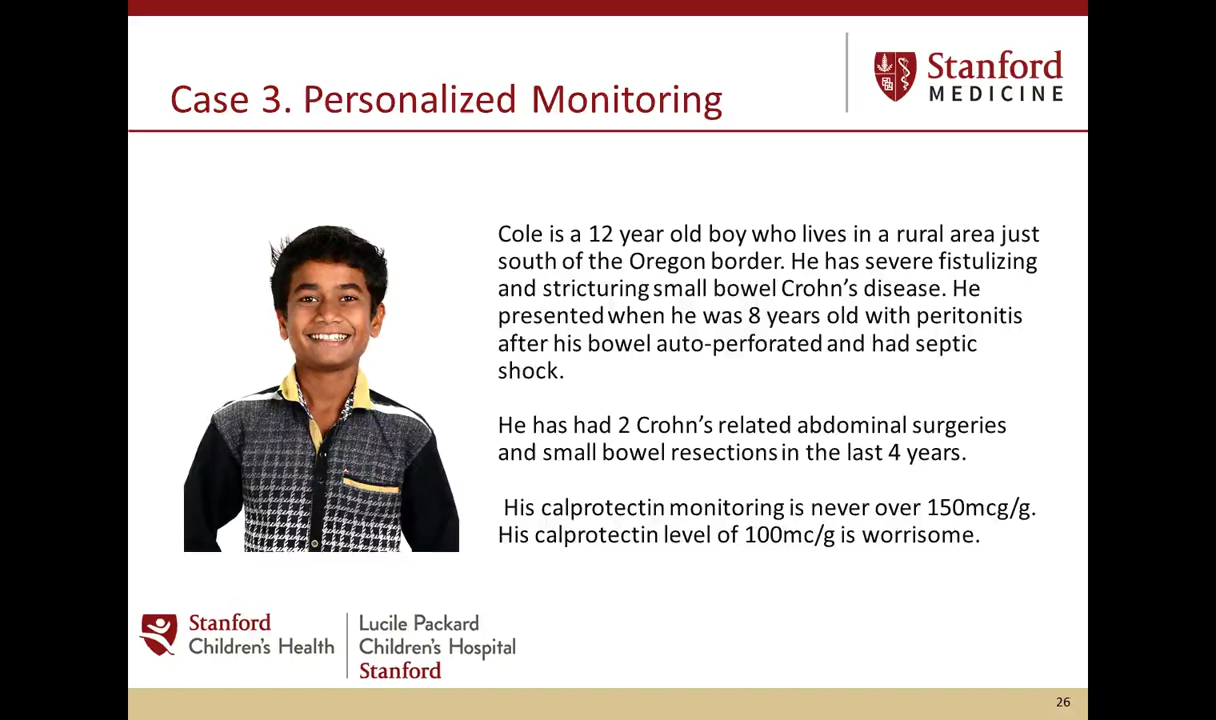 Case 3. Personalized Monitoring
Stanford
MEDICINE
Cole is a 12 year old boy who lives in a rural area just
south of the Oregon border. He has severe fistulizing
and stricturing small bowel Crohn’s disease. He
presented when he was 8 years old with peritonitis
after his bowel auto-perforated and had septic
shock.
He has had 2 Crohn’s related abdominal surgeries
and small bowel resections in the last 4 years.
His calprotectin monitoring is never over 150mcg/g.
His calprotectin level of 100mc/g is worrisome.
Stanford
Children’s Health
Lucile Packard
Children’s Hospital
Stanford
26